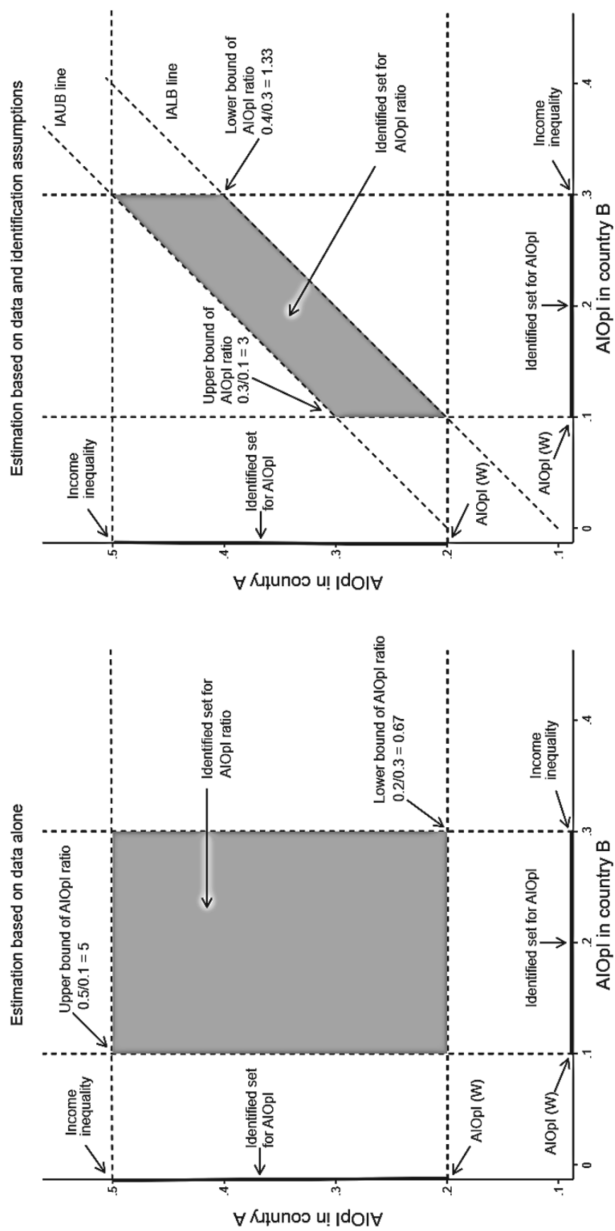 Estimation based on data alone
Income
inequality
Upper bound of AIOpI ratio
0.5/0.1 = 5
Identified set for
AIOpI ratio
Identified set
for AIOpI
Lower bound of AIOpI ratio
0.2/0.3 = 0.67
AIOpI (W)
AIOpI (W)
Identified set for AIOpI
Income
inequality
AIOpI in country A
.5
.4
.3
.2
.1
0
.1
.2
.3
.4
AIOpI in country B
Estimation based on data and identification assumptions
IAUB line
IALB line
Income
inequality
Upper bound of
AIOpI ratio
0.3/0.1 = 3
Lower bound of
AIOpI ratio
0.4/0.3 = 1.33
Identified set
for AIOpI
Identified set for
AIOpI ratio
AIOpI (W)
AIOpI (W)
Identified set for AIOpI
Income
inequality
AIOpI in country A
.5
.4
.3
.2
.1
0
.1
.2
.3
.4
AIOpI in country B